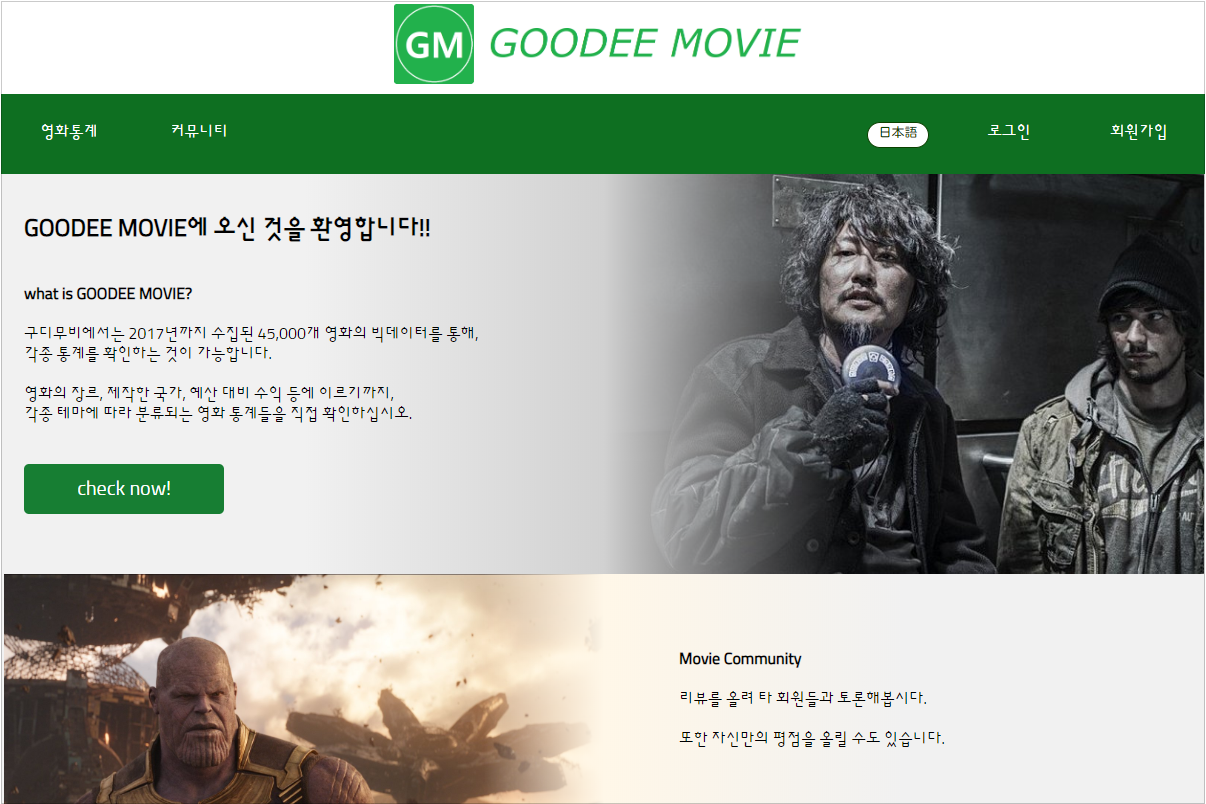 GM GOODEE MOVIE
영화통계 커뮤니티 日本語 로그인 회원가입
GOODEE MOVIE에 오신 것을 환영합니다!!
what is GOODEE MOVIE?
구디무비에서는 2017년까지 수집된 45,000개 영화의 빅데이터를 통해,
각종 통계를 확인하는 것이 가능합니다.
영화의 장르, 제작한 국가, 예산 대비 수익 등에 이르기까지,
각종 테마에 따라 분류되는 영화 통계들을 직접 확인하십시오.
check now!
Movie Community
리뷰를 올려 타 회원들과 토론해봅시다.
또한 자신만의 평점을 올릴 수도 있습니다.